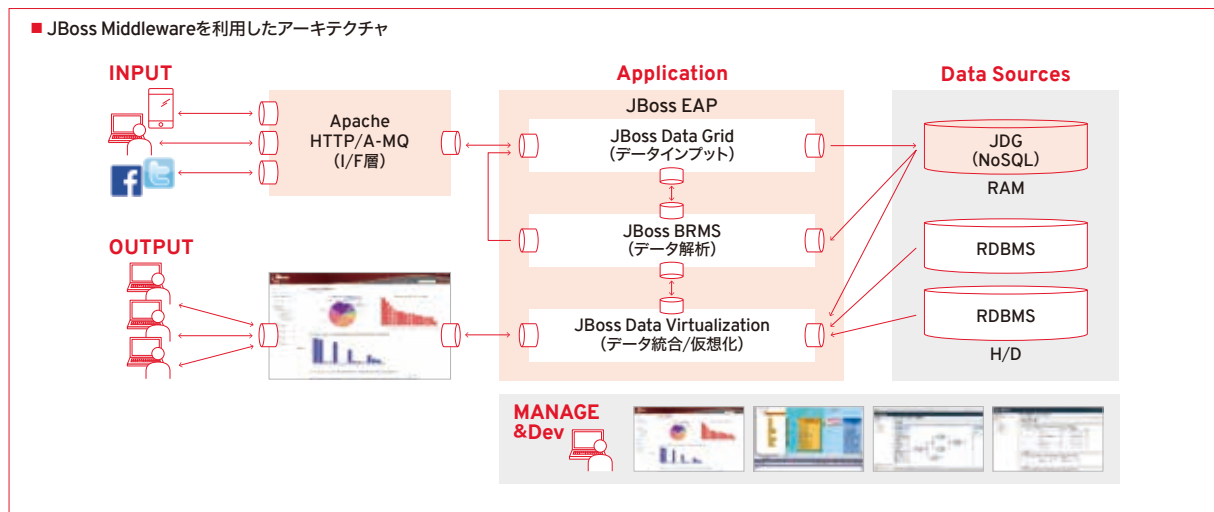 ■ JBoss Middlewareを利用したアーキテクチャ
INPUT
Apache
HTTP/A-MQ
(I/F層)
OUTPUT
Application
JBoss EAP
JBoss Data Grid
(データインプット)
JBoss BRMS
(データ解析)
JBoss Data Virtualization
(データ統合/仮想化)
Data Sources
JDG
(NoSQL)
RAM
RDBMS
RDBMS
H/D
MANAGE
&Dev